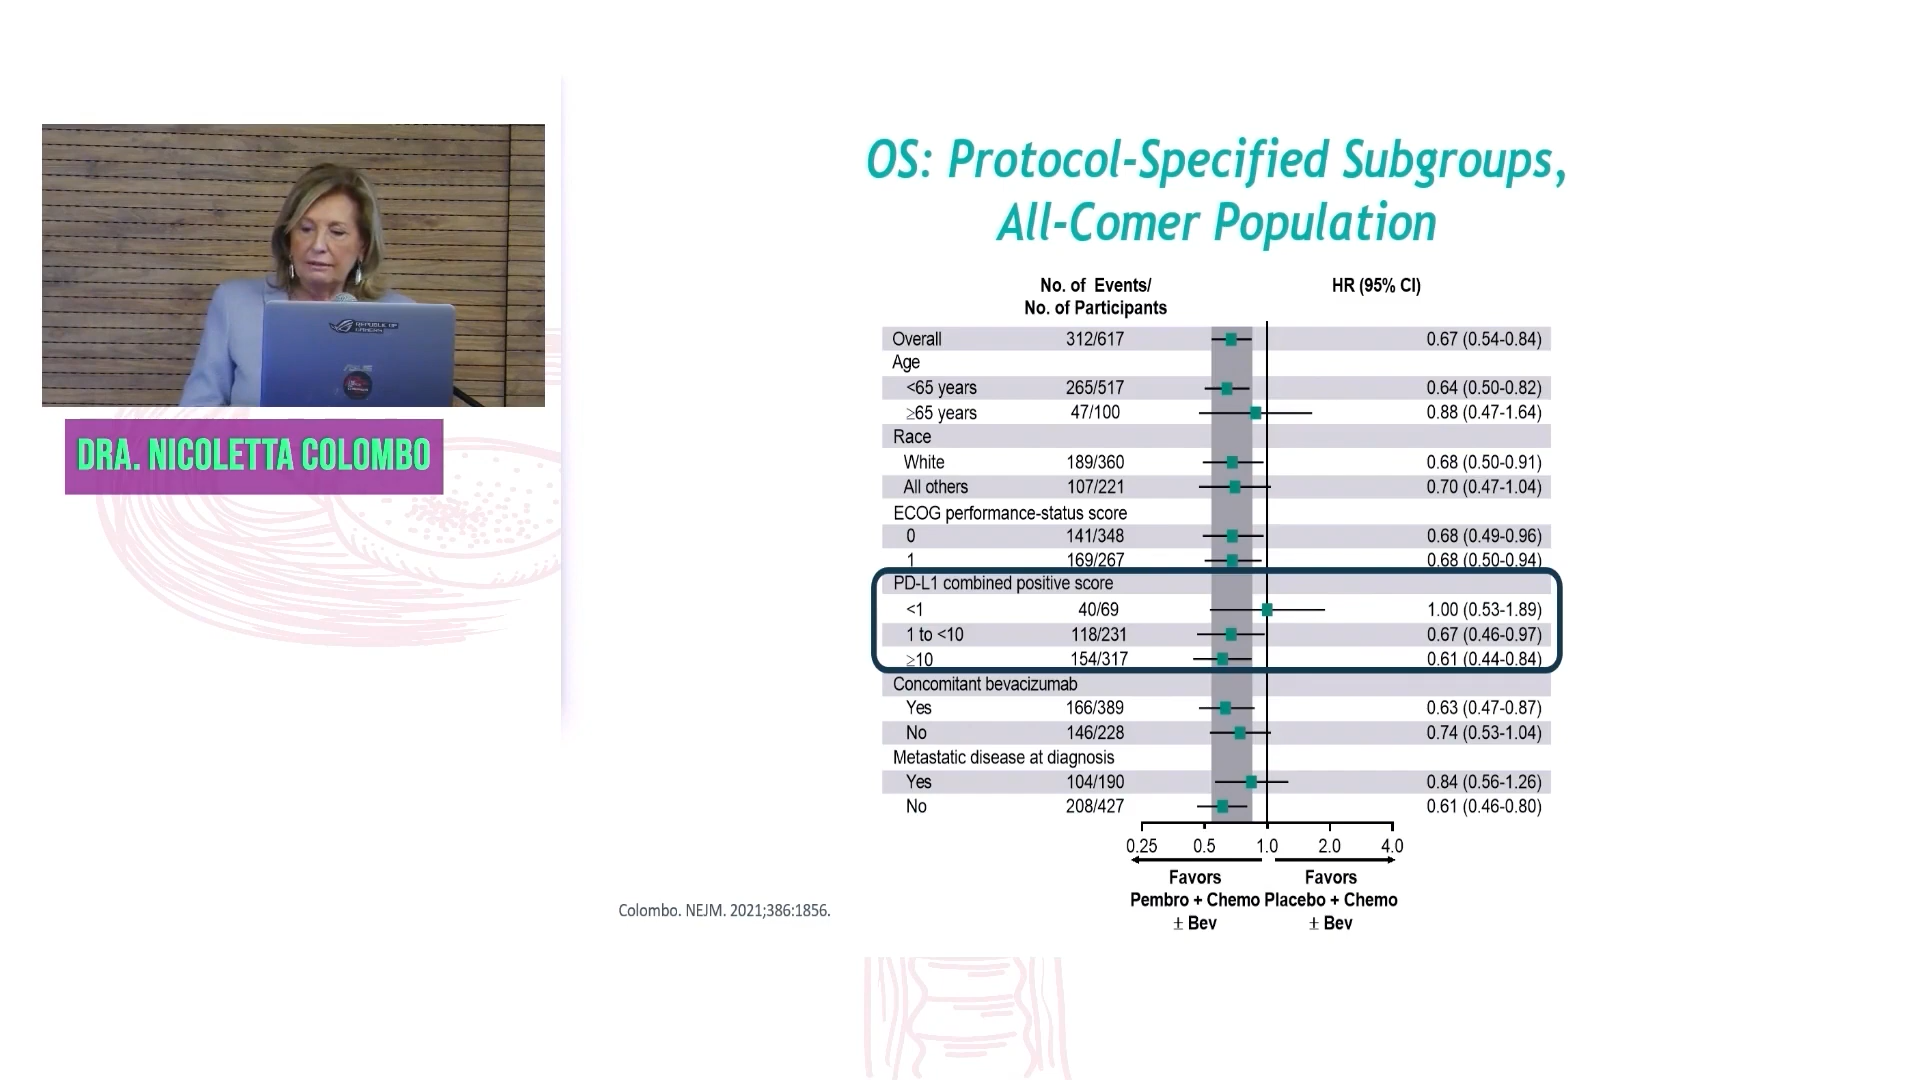 OS: Protocol-Specified Subgroups,
All-Comer Population
REPUBLIC OF
GAMERS
DRA. NICOLETTA COLOMBO
No. of Events/
No. of Participants
HR (95% CI)
Overall 312/617 0.67 (0.54-0.84)
Age
<65 years 265/517 0.64 (0.50-0.82)
≥65 years 47/100 0.88 (0.47-1.64)
Race
White 189/360 0.68 (0.50-0.91)
All others 107/221 0.70 (0.47-1.04)
ECOG performance-status score
0 141/348 0.68 (0.49-0.96)
1 169/267 0.68 (0.50-0.94)
PD-L1 combined positive score
<1 40/69 1.00 (0.53-1.89)
1 to <10 118/231 0.67 (0.46-0.97)
≥10 154/317 0.61 (0.44-0.84)
Concomitant bevacizumab
Yes 166/389 0.63 (0.47-0.87)
No 146/228 0.74 (0.53-1.04)
Metastatic disease at diagnosis
Yes 104/190 0.84 (0.56-1.26)
No 208/427 0.61 (0.46-0.80)
0.25 0.5 1.0 2.0 4.0
Favors
Pembro + Chemo
± Bev
Favors
Placebo + Chemo
± Bev
Colombo. NEJM. 2021;386:1856.